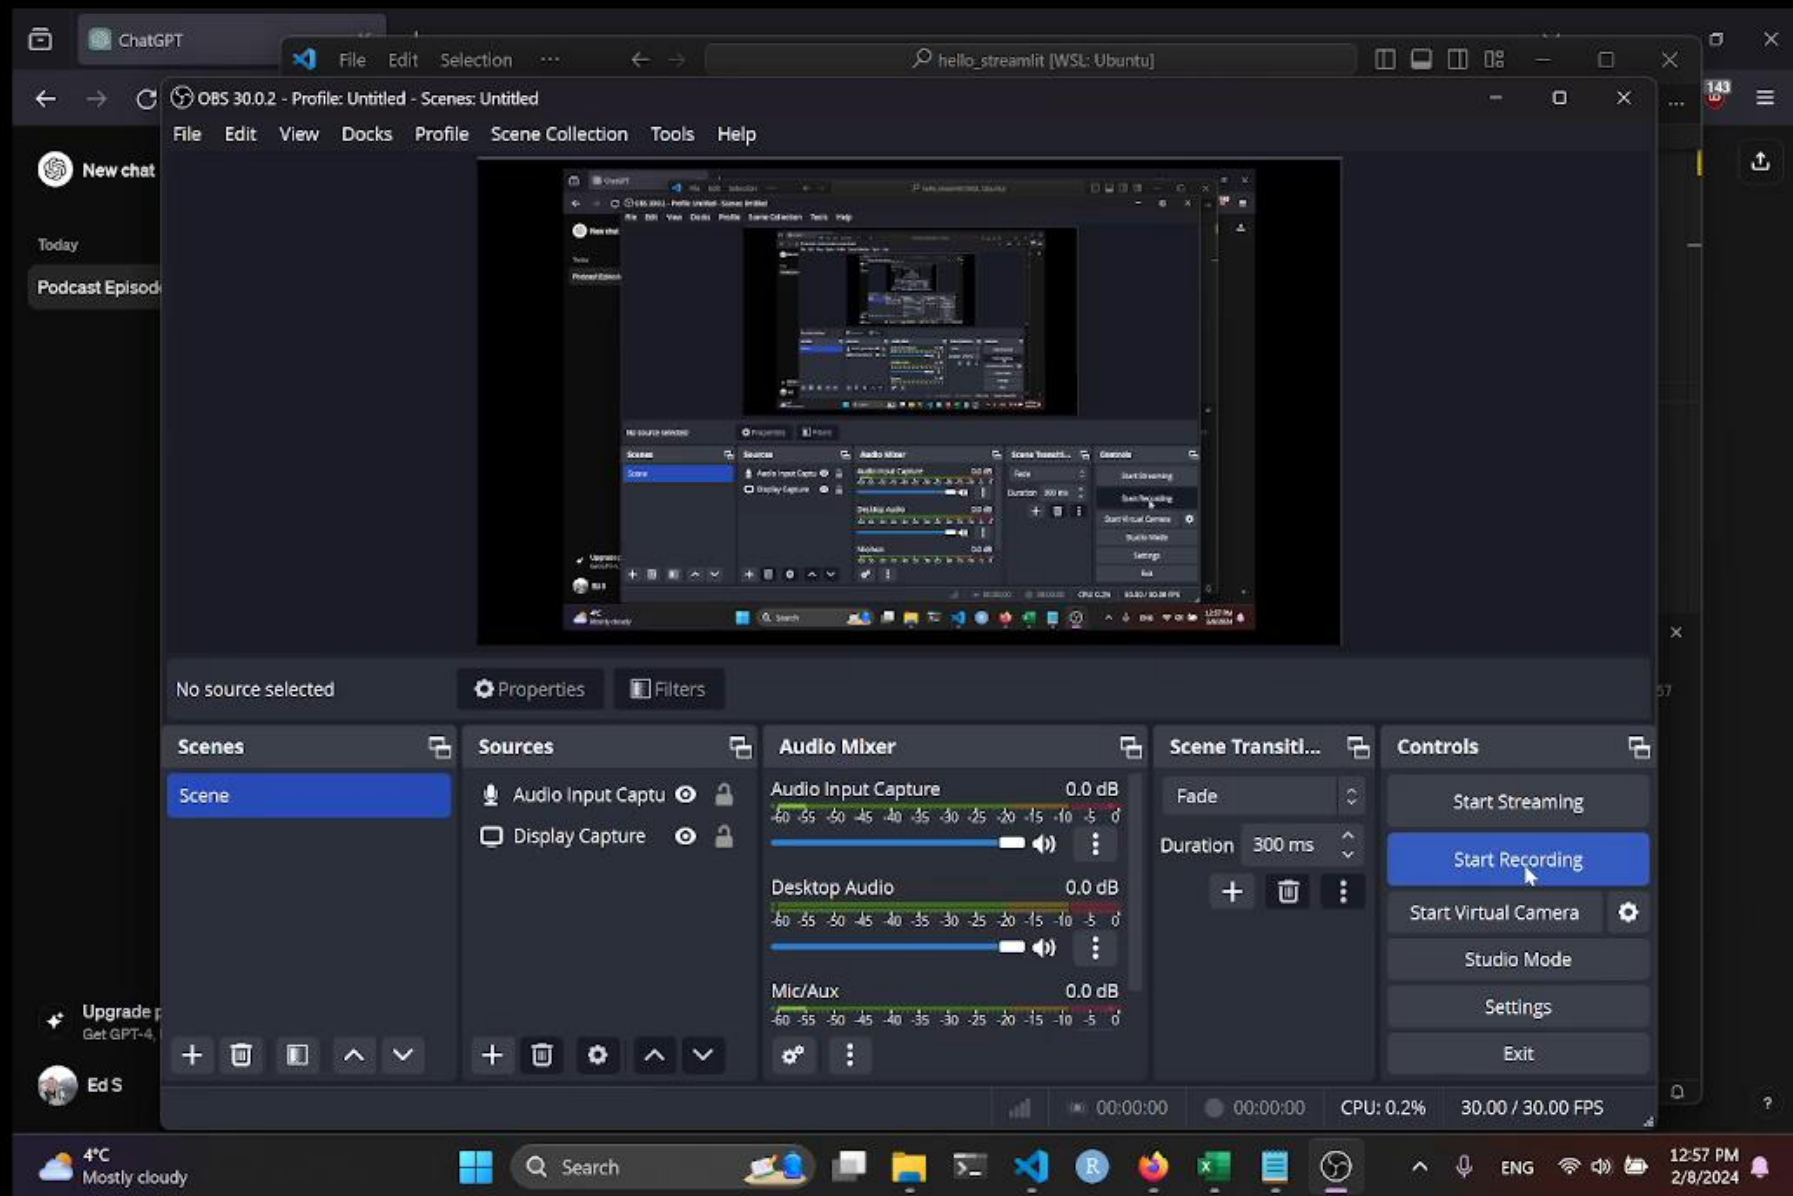 ChatGPT
File Edit Selection ··· hello_streamlit [WSL: Ubuntu]
143
OBS 30.0.2 - Profile: Untitled - Scenes: Untitled
File Edit View Docks Profile Scene Collection Tools Help
New chat
Today
Podcast Episod
57
No source selected Properties Filters
Scenes Sources Audio Mixer Scene Transiti... Controls
Scene
Audio Input Captu
Display Capture
Audio Input Capture 0.0 dB
-60 -55 -50 -45 -40 -35 -30 -25 -20 -15 -10 -5 0
Desktop Audio 0.0 dB
-60 -55 -50 -45 -40 -35 -30 -25 -20 -15 -10 -5 0
Mic/Aux 0.0 dB
-60 -55 -50 -45 -40 -35 -30 -25 -20 -15 -10 -5 0
Fade
Duration 300 ms
Start Streaming
Start Recording
Start Virtual Camera
Studio Mode
Settings
Exit
Upgrade p
Get GPT-4,
Ed S
00:00:00 00:00:00 CPU: 0.2% 30.00 / 30.00 FPS
?
4°C
Mostly cloudy
Search
R
ENG
12:57 PM
2/8/2024